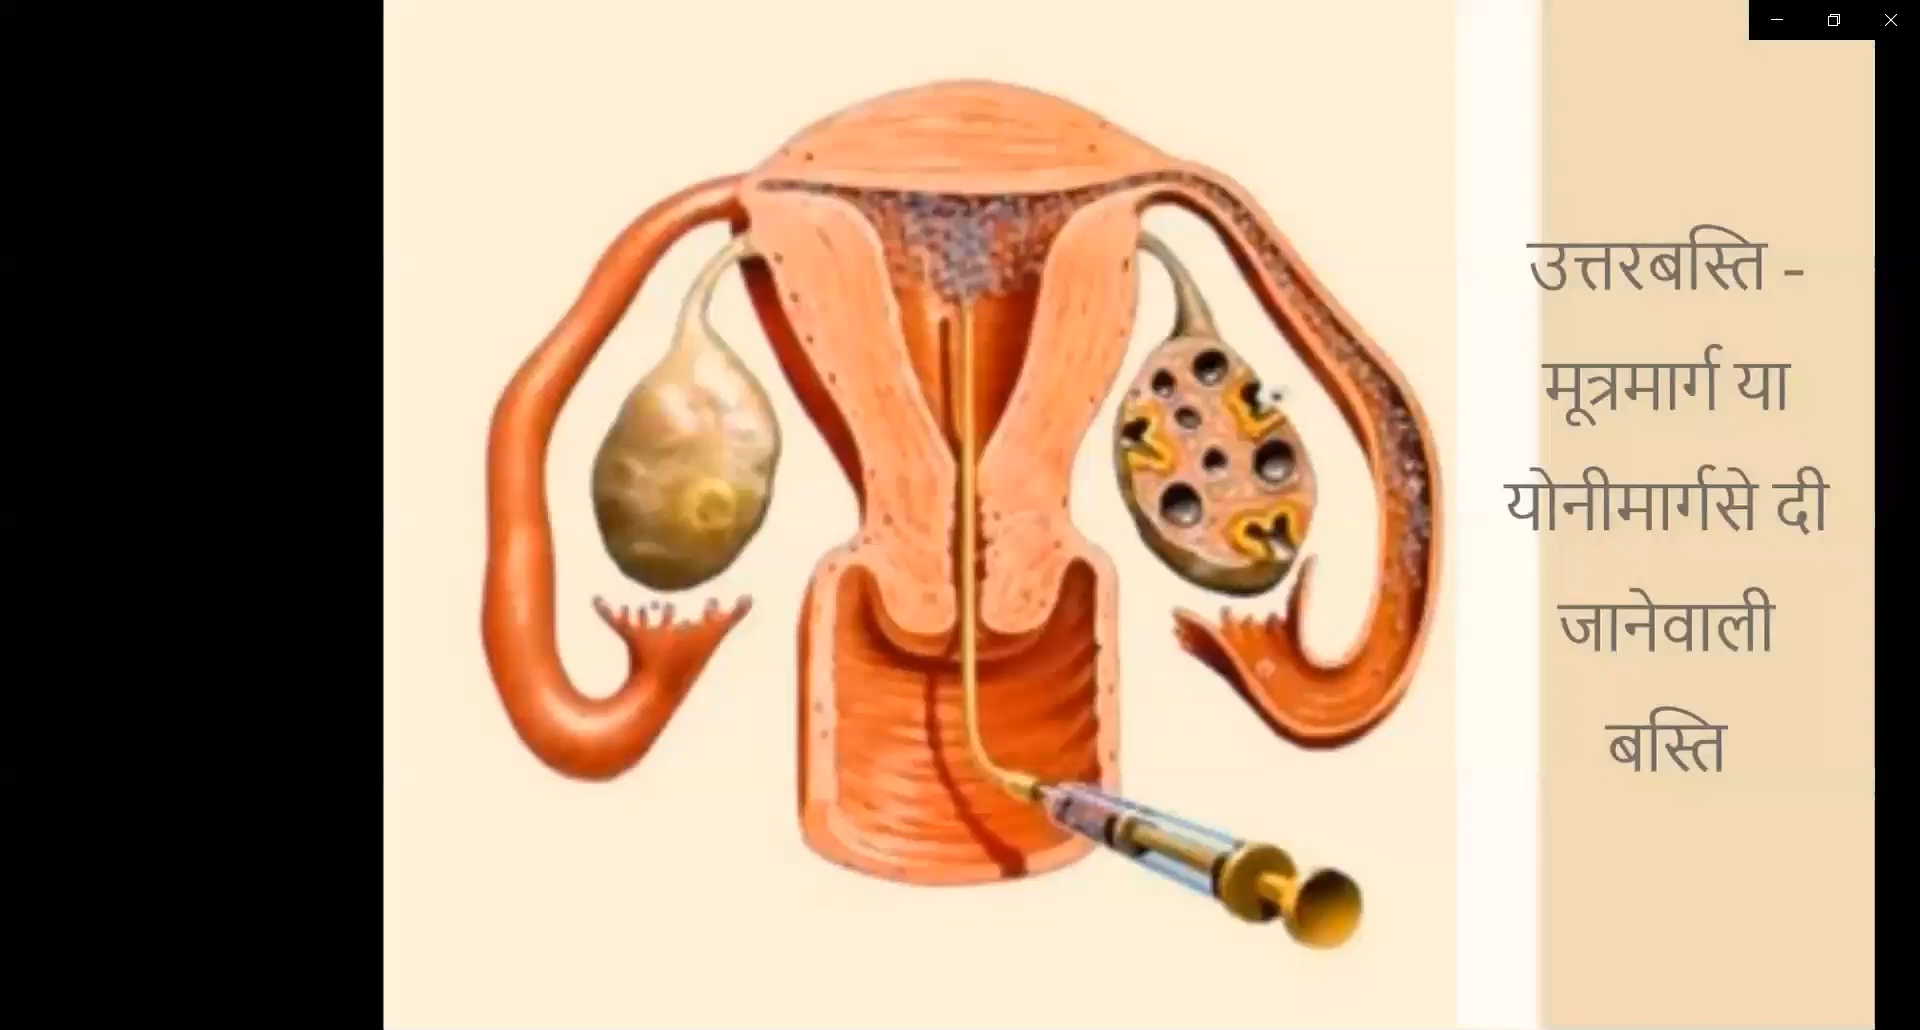 उत्तरबस्ति -
मूत्रमार्ग या
योनीमार्गसे दी
जानेवाली
बस्ति